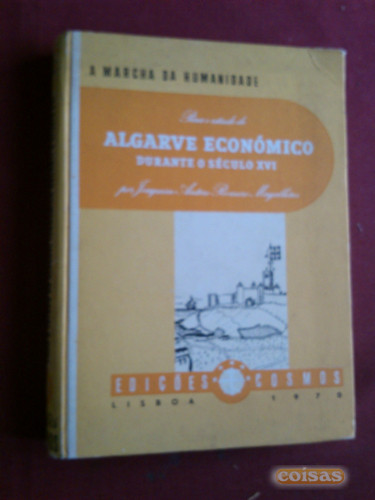 A MARCHA DA HUMANIDADE
Para o estudo do
ALGARVE ECONÓMICO
DURANTE O SÉCULO XVI
por Joaquim Antero Romero Magalhães
EDIÇÕES COSMOS
LISBOA 1970
coisas